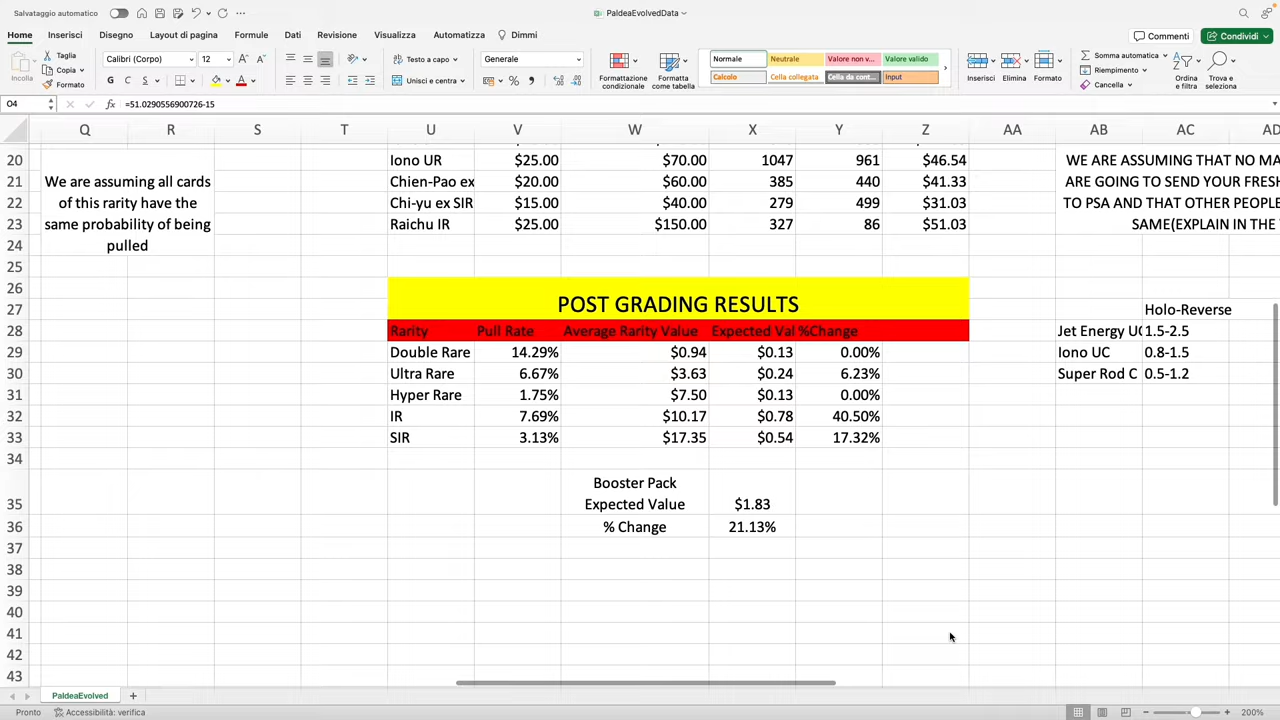 Salvataggio automatico
PaldeaEvolvedData
Home Inserisci Disegno Layout di pagina Formule Dati Revisione Visualizza Automatizza Dimmi
Commenti Condividi
Incolla
Taglia
Copia
Formato
Calibri (Corpo) 12
G C S
Testo a capo
Unisci e centra
Generale
Formattazione condizionale
Formatta come tabella
Normale Neutrale Valore non v... Valore valido
Calcolo Cella collegata Cella da cont... Input
Inserisci Elimina Formato
Somma automatica
Riempimento
Cancella
Ordina e filtra
Trova e seleziona
O4 fx =51.0290556900726-15
Q R S T U V W X Y Z AA AB AC AD
20 Iono UR $25.00 $70.00 1047 961 $46.54 WE ARE ASSUMING THAT NO MA
21 We are assuming all cards Chien-Pao ex $20.00 $60.00 385 440 $41.33 ARE GOING TO SEND YOUR FRESH
22 of this rarity have the Chi-yu ex SIR $15.00 $40.00 279 499 $31.03 TO PSA AND THAT OTHER PEOPLE
23 same probability of being Raichu IR $25.00 $150.00 327 86 $51.03 SAME(EXPLAIN IN THE
24 pulled
25
26
27 POST GRADING RESULTS Holo-Reverse
28 Rarity Pull Rate Average Rarity Value Expected Val %Change Jet Energy UC 1.5-2.5
29 Double Rare 14.29% $0.94 $0.13 0.00% Iono UC 0.8-1.5
30 Ultra Rare 6.67% $3.63 $0.24 6.23% Super Rod C 0.5-1.2
31 Hyper Rare 1.75% $7.50 $0.13 0.00%
32 IR 7.69% $10.17 $0.78 40.50%
33 SIR 3.13% $17.35 $0.54 17.32%
34
Booster Pack
35 Expected Value $1.83
36 % Change 21.13%
37
38
39
40
41
42
43
PaldeaEvolved
Pronto Accessibilità: verifica 200%